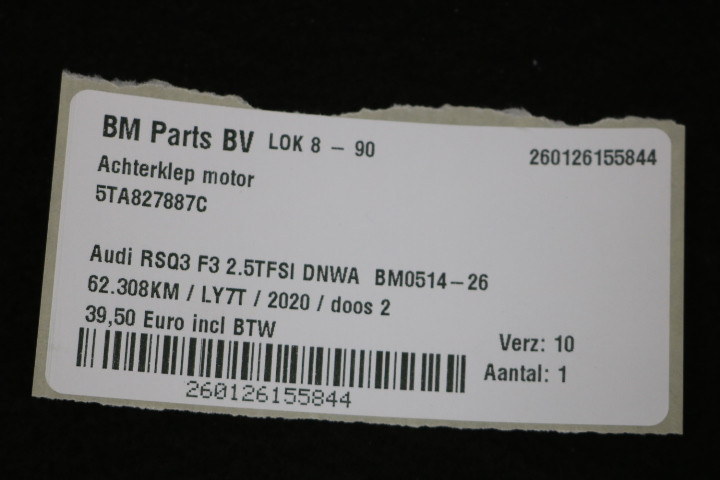 BM Parts BV LOK 8 - 90 260126155844
Achterklep motor
5TA827887C
Audi RSQ3 F3 2.5TFSI DNWA BM0514-26
62.308KM / LY7T / 2020 / doos 2
39,50 Euro incl BTW
Verz: 10
Aantal: 1
260126155844